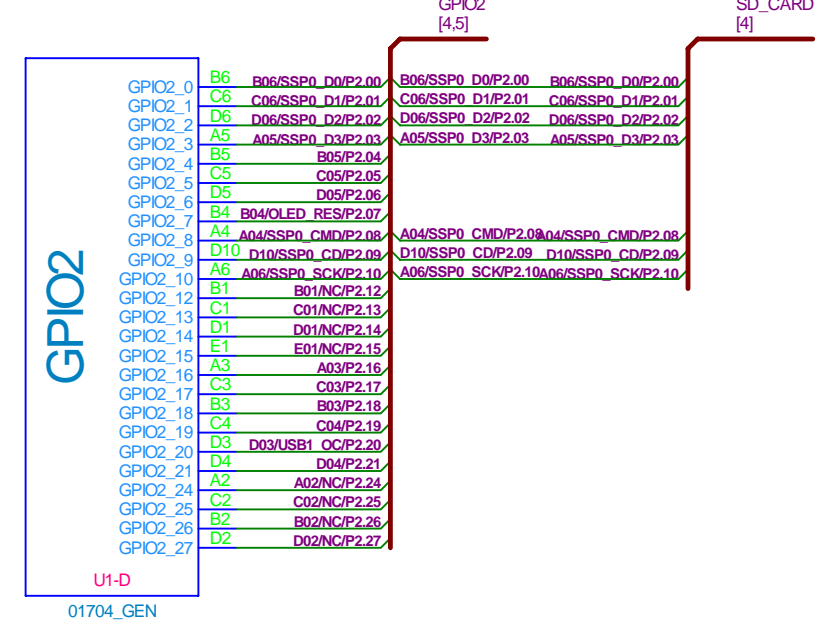 GPIO2 SD_CARD
[4,5] [4]
GPIO2_0 B6 B06/SSP0_D0/P2.00 B06/SSP0_D0/P2.00 B06/SSP0_D0/P2.00
GPIO2_1 C6 C06/SSP0_D1/P2.01 C06/SSP0_D1/P2.01 C06/SSP0_D1/P2.01
GPIO2_2 D6 D06/SSP0_D2/P2.02 D06/SSP0_D2/P2.02 D06/SSP0_D2/P2.02
GPIO2_3 A5 A05/SSP0_D3/P2.03 A05/SSP0_D3/P2.03 A05/SSP0_D3/P2.03
GPIO2_4 B5 B05/P2.04
GPIO2_5 C5 C05/P2.05
GPIO2_6 D5 D05/P2.06
GPIO2_7 B4 B04/OLED_RES/P2.07
GPIO2_8 A4 A04/SSP0_CMD/P2.08 A04/SSP0_CMD/P2.08 A04/SSP0_CMD/P2.08
GPIO2_9 D10 D10/SSP0_CD/P2.09 D10/SSP0_CD/P2.09 D10/SSP0_CD/P2.09
GPIO2_10 A6 A06/SSP0_SCK/P2.10 A06/SSP0_SCK/P2.10 A06/SSP0_SCK/P2.10
GPIO2_12 B1 B01/NC/P2.12
GPIO2_13 C1 C01/NC/P2.13
GPIO2_14 D1 D01/NC/P2.14
GPIO2_15 E1 E01/NC/P2.15
GPIO2_16 A3 A03/P2.16
GPIO2_17 C3 C03/P2.17
GPIO2_18 B3 B03/P2.18
GPIO2_19 C4 C04/P2.19
GPIO2_20 D3 D03/USB1_OC/P2.20
GPIO2_21 D4 D04/P2.21
GPIO2_24 A2 A02/NC/P2.24
GPIO2_25 C2 C02/NC/P2.25
GPIO2_26 B2 B02/NC/P2.26
GPIO2_27 D2 D02/NC/P2.27
GPIO2
U1-D
01704_GEN